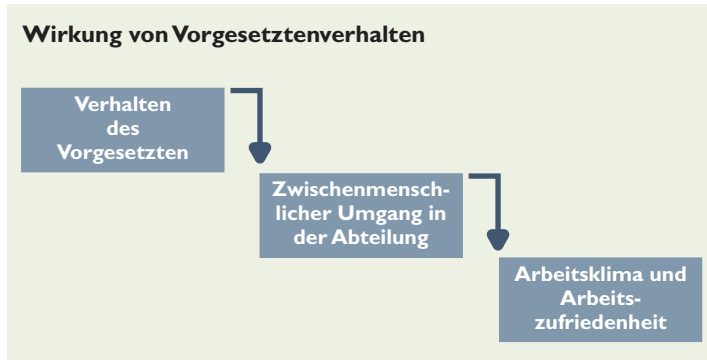 Wirkung von Vorgesetztenverhalten
Verhalten
des
Vorgesetzten
Zwischenmensch-
licher Umgang in
der Abteilung
Arbeitsklima und
Arbeits-
zufriedenheit